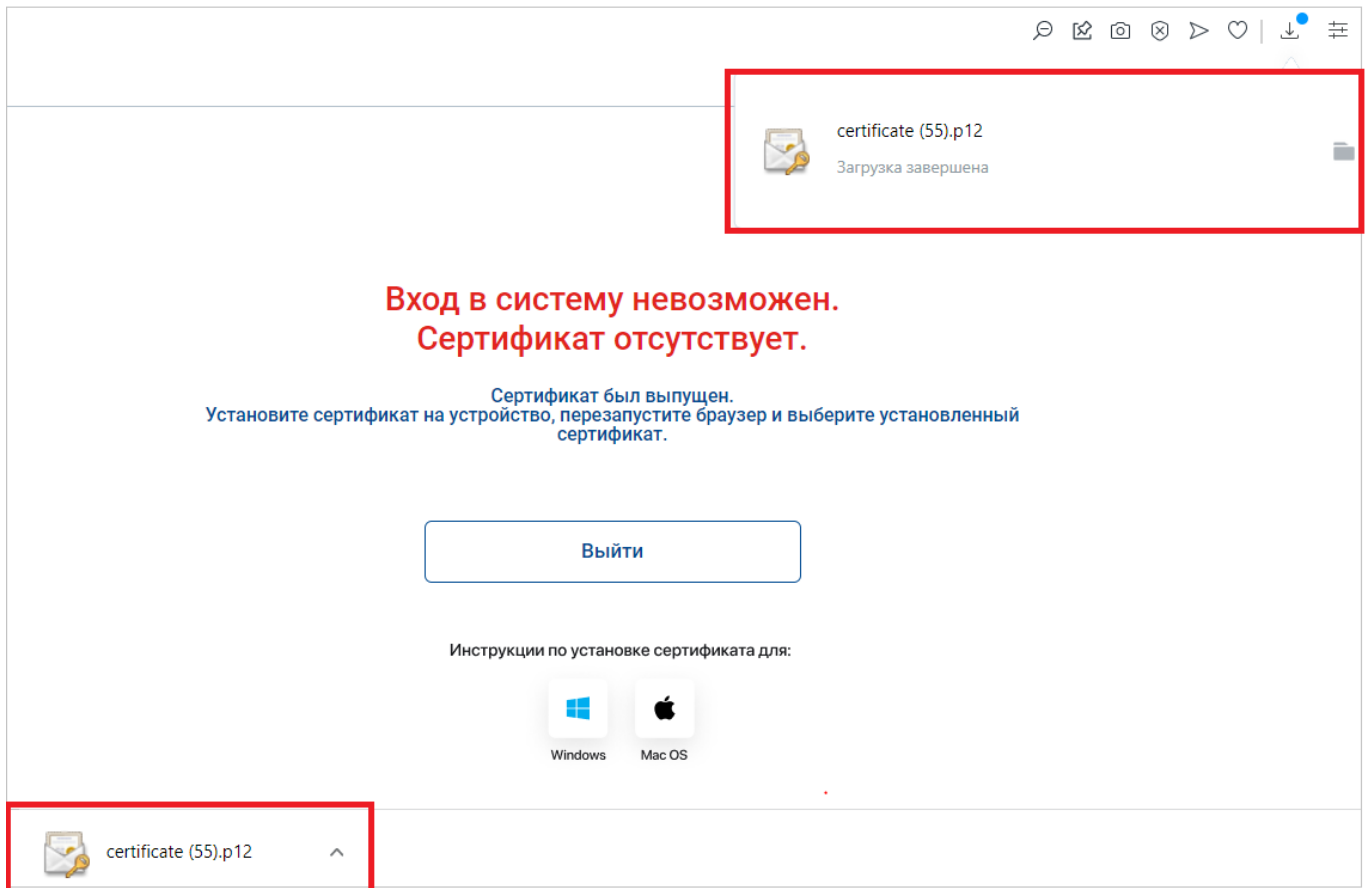 certificate (55).p12
Загрузка завершена
Вход в систему невозможен.
Сертификат отсутствует.
Сертификат был выпущен.
Установите сертификат на устройство, перезапустите браузер и выберите установленный
сертификат.
Выйти
Инструкции по установке сертификата для:
Windows
Mac OS
certificate (55).p12